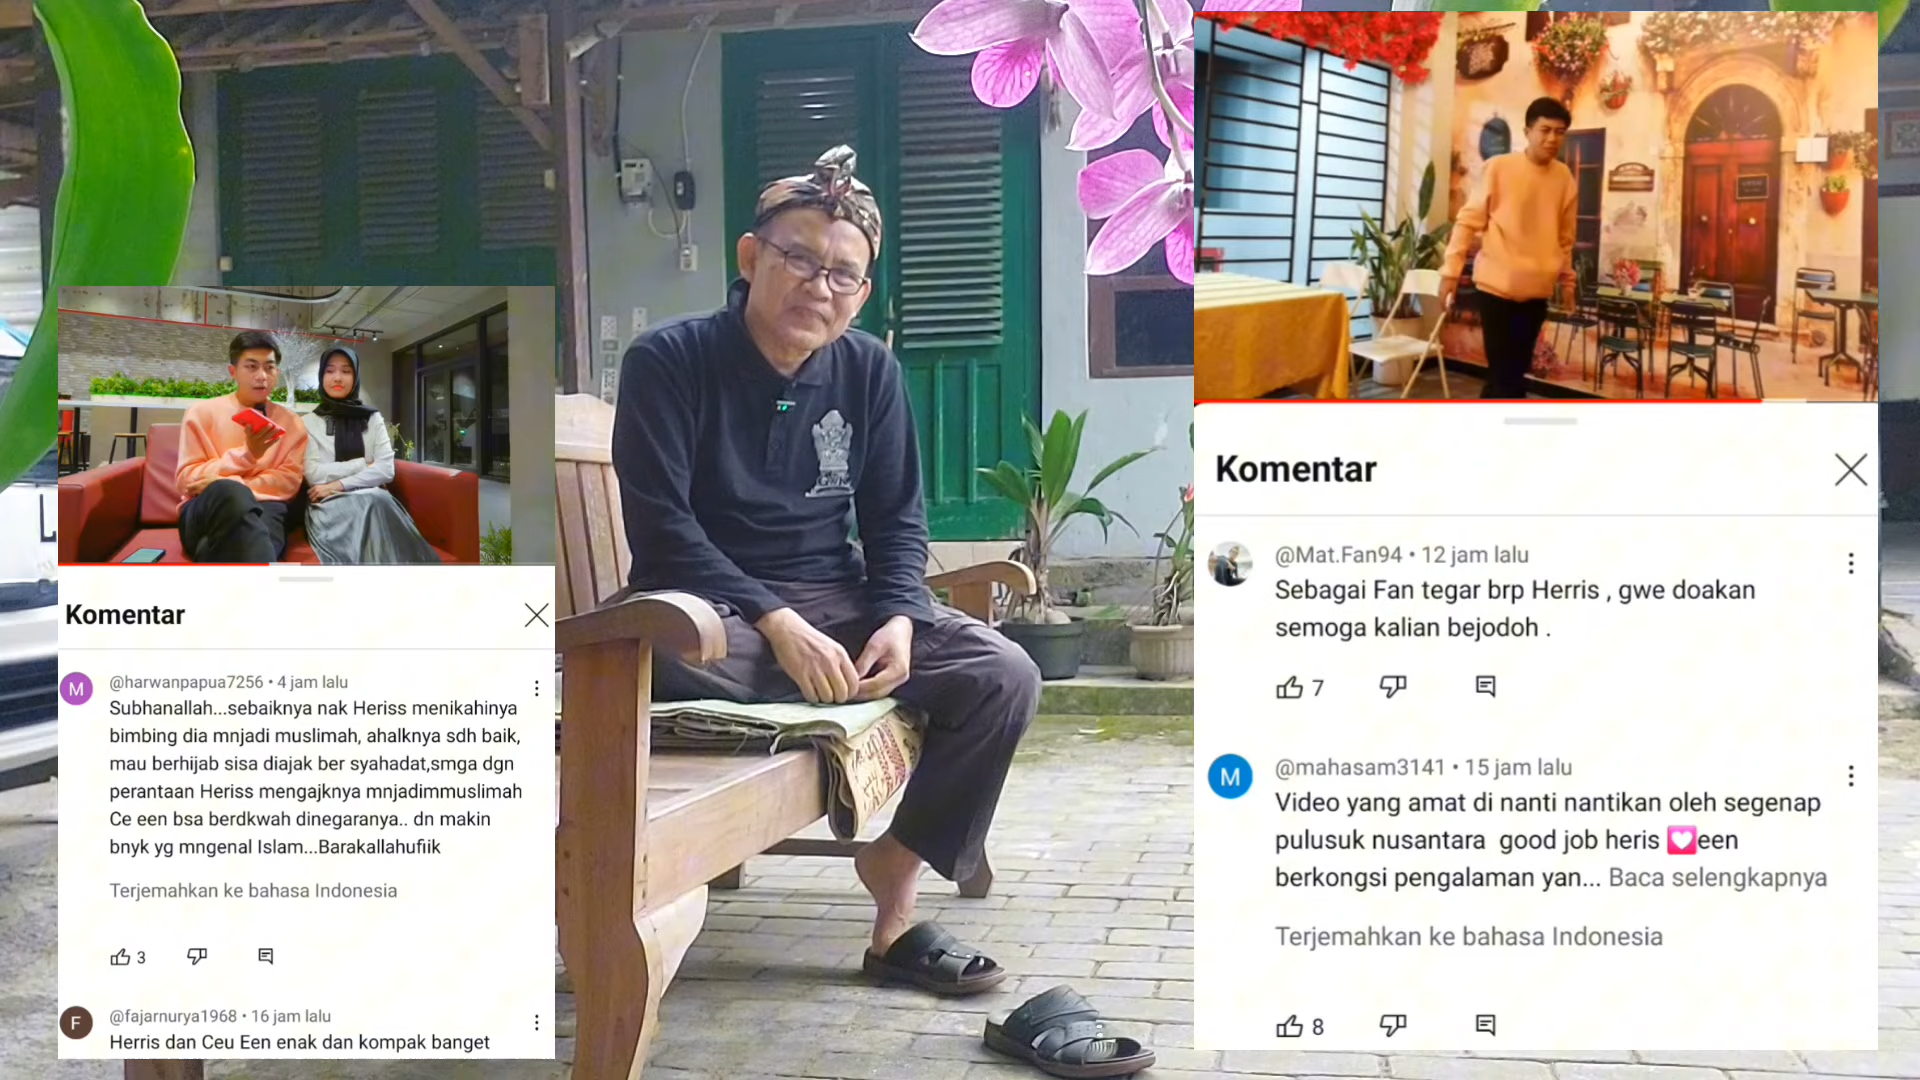 Komentar
@harwanpapua7256 • 4 jam lalu
Subhanallah...sebaiknya nak Heriss menikahinya
bimbing dia mnjadi muslimah, ahalknya sdh baik,
mau berhijab sisa diajak ber syahadat,smga dgn
perantaan Heriss mengajknya mnjadimmuslimah
Ce een bsa berdkwah dinegaranya.. dn makin
bnyk yg mngenal Islam...Barakallahufiik
Terjemahkan ke bahasa Indonesia
3
F
@fajarnurya1968 • 16 jam lalu
Herris dan Ceu Een enak dan kompak banget
M
GWK
Komentar
@Mat.Fan94 • 12 jam lalu
Sebagai Fan tegar brp Herris , gwe doakan
semoga kalian bejodoh .
7
M
@mahasam3141 • 15 jam lalu
Video yang amat di nanti nantikan oleh segenap
pulusuk nusantara good job heris 💟een
berkongsi pengalaman yan... Baca selengkapnya
Terjemahkan ke bahasa Indonesia
8